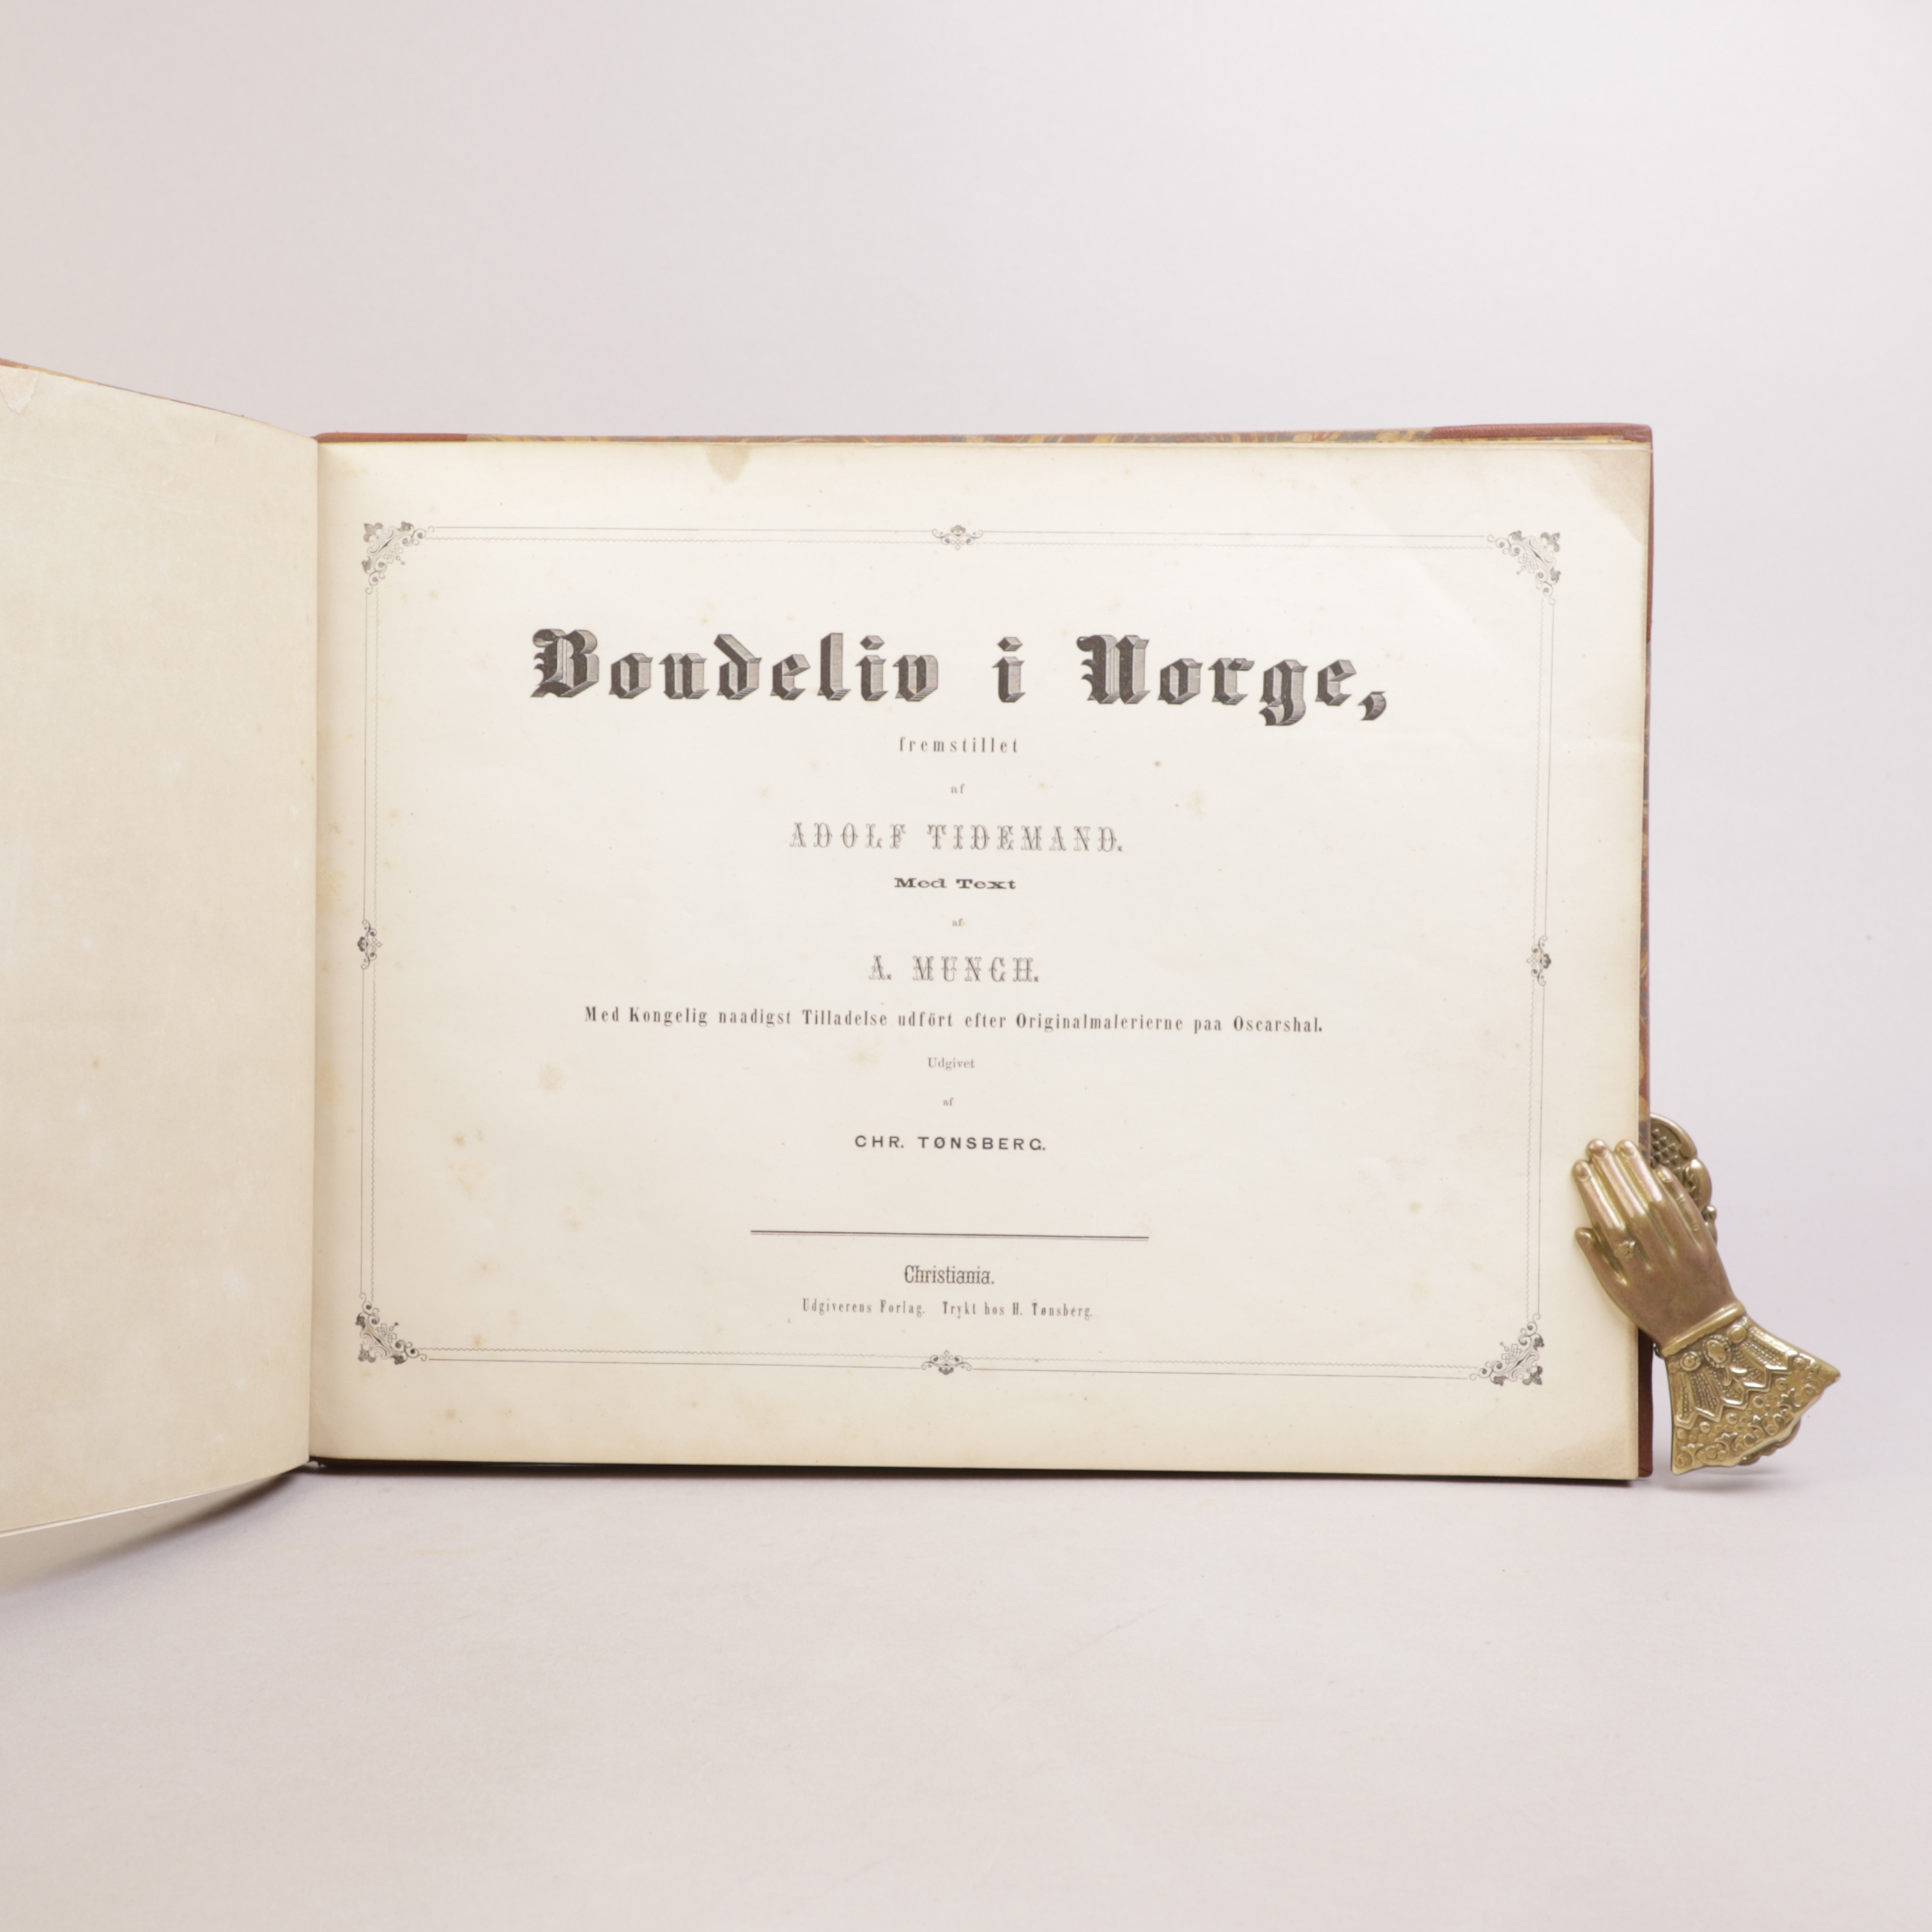 Bondeliv i Norge,
fremstillet
af
ADOLF TIDEMAND.
Med Text
af
A. MUNCH.
Med Kongelig naadigst Tilladelse udfört efter Originalmalerierne paa Oscarshal.
Udgivet
af
CHR. TØNSBERG.
Christiania.
Udgiverens Forlag. Trykt hos H. Tønsberg.